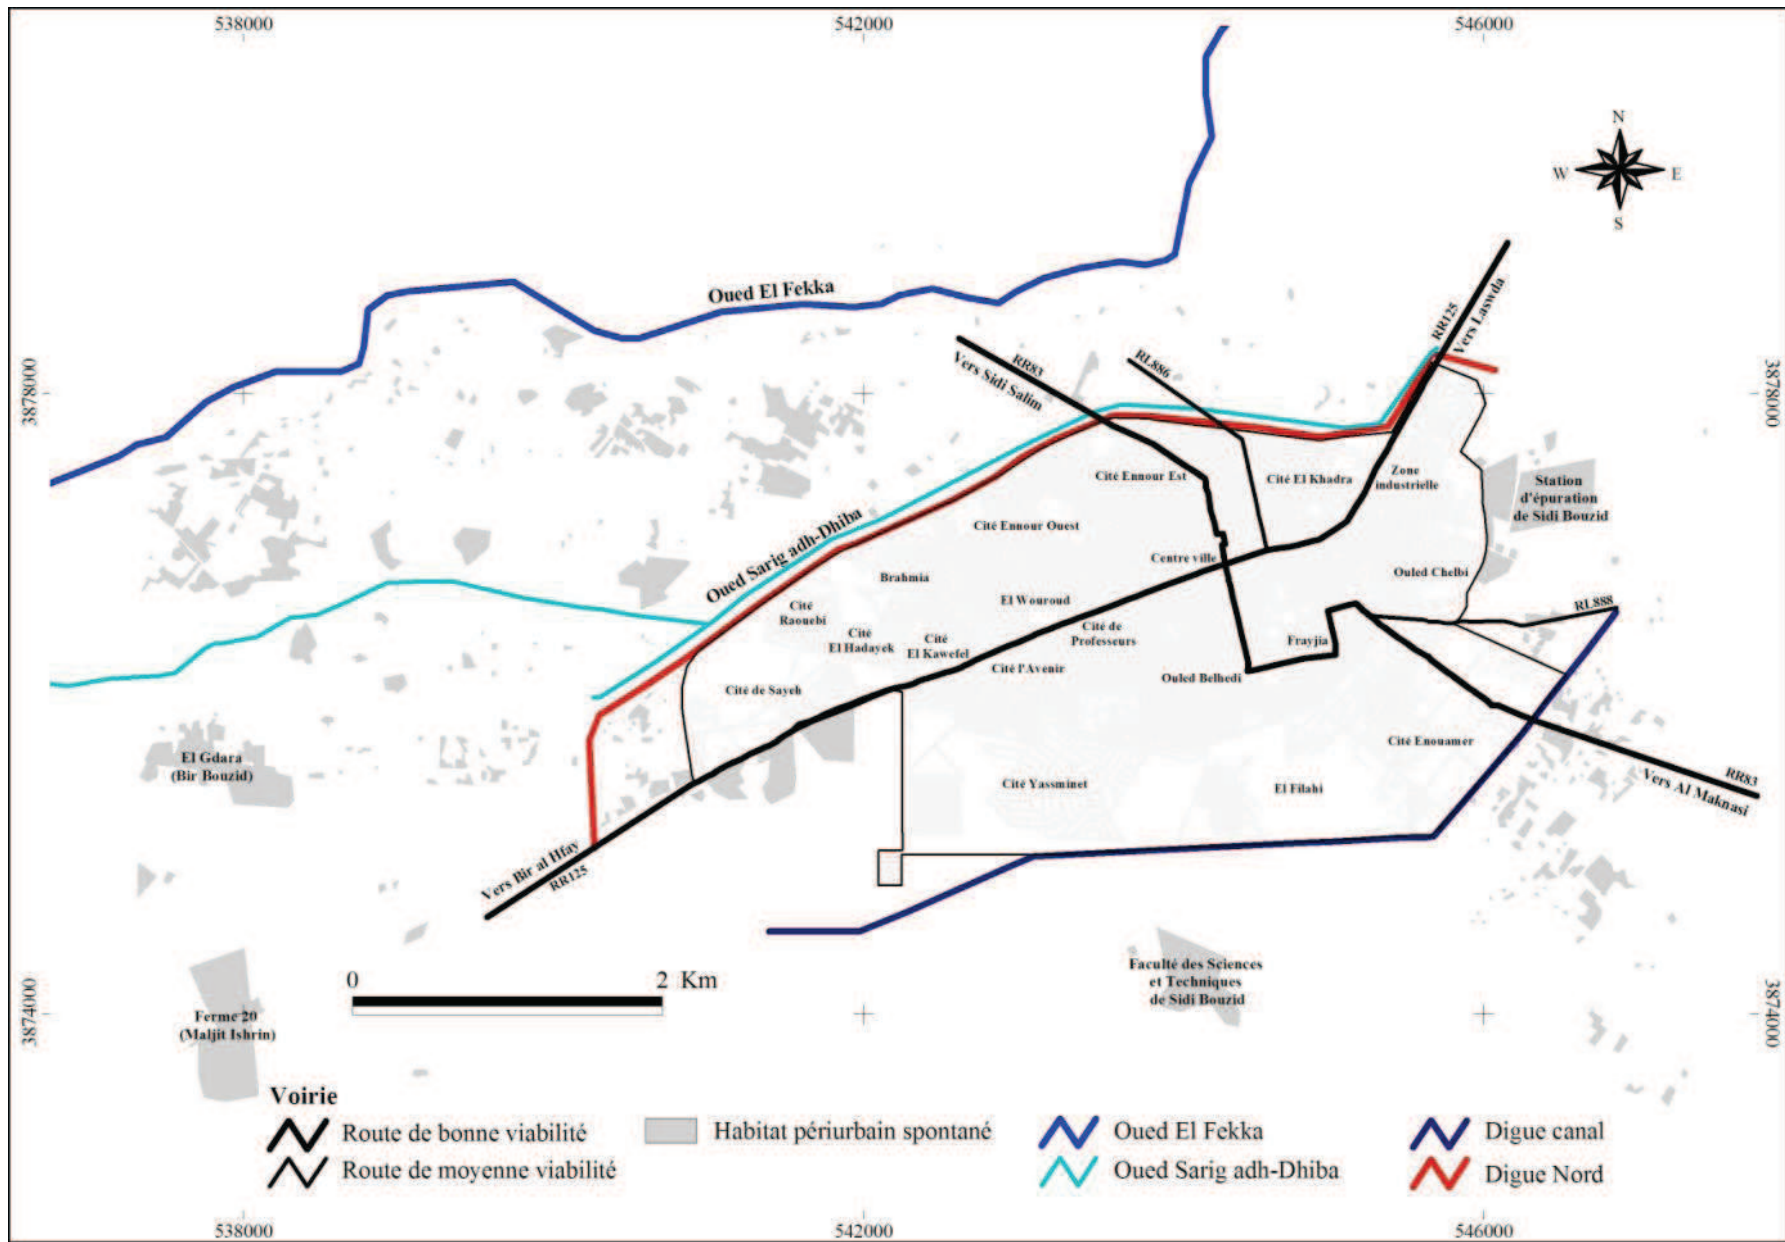 538000
542000
546000
N
W
E
S
Oued El Fekka
RR125
Vers Laswda
RR83
Vers Sidi Salim
RL886
3878000
3878000
Cité Ennour Est
Cité El Khadra
Zone
industrielle
Station
d'épuration
de Sidi Bouzid
Oued Sarig adh-Dhiba
Cité Ennour Ouest
Centre ville
Brahmia
Ouled Chelbi
El Wouroud
Cité
Raouebi
RL888
Cité
El Hadayek
Cité
El Kawefel
Cité de
Professeurs
Frayjia
Cité l'Avenir
Ouled Belhedi
Cité de Sayeh
Cité Enouamer
El Gdara
(Bir Bouzid)
Cité Yassminet
El Filahi
RR83
Vers Al Maknasi
Vers Bir al Hfay
RR125
Faculté des Sciences
et Techniques
de Sidi Bouzid
0
2 Km
Ferme 20
(Maljit Ishrin)
3874000
3874000
Voirie
Route de bonne viabilité
Route de moyenne viabilité
Habitat périurbain spontané
Oued El Fekka
Oued Sarig adh-Dhiba
Digue canal
Digue Nord
538000
542000
546000